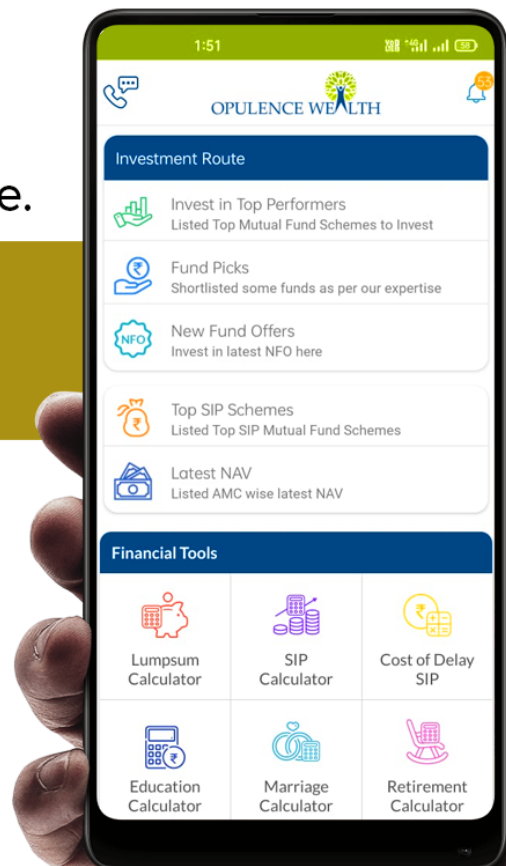 e.
1:51
Vo) R 4G 58
53
OPULENCE WEALTH
Investment Route
Invest in Top Performers
Listed Top Mutual Fund Schemes to Invest
Fund Picks
Shortlisted some funds as per our expertise
NFO
New Fund Offers
Invest in latest NFO here
Top SIP Schemes
Listed Top SIP Mutual Fund Schemes
Latest NAV
Listed AMC wise latest NAV
Financial Tools
Lumpsum
Calculator
SIP
Calculator
Cost of Delay
SIP
Education
Calculator
Marriage
Calculator
Retirement
Calculator